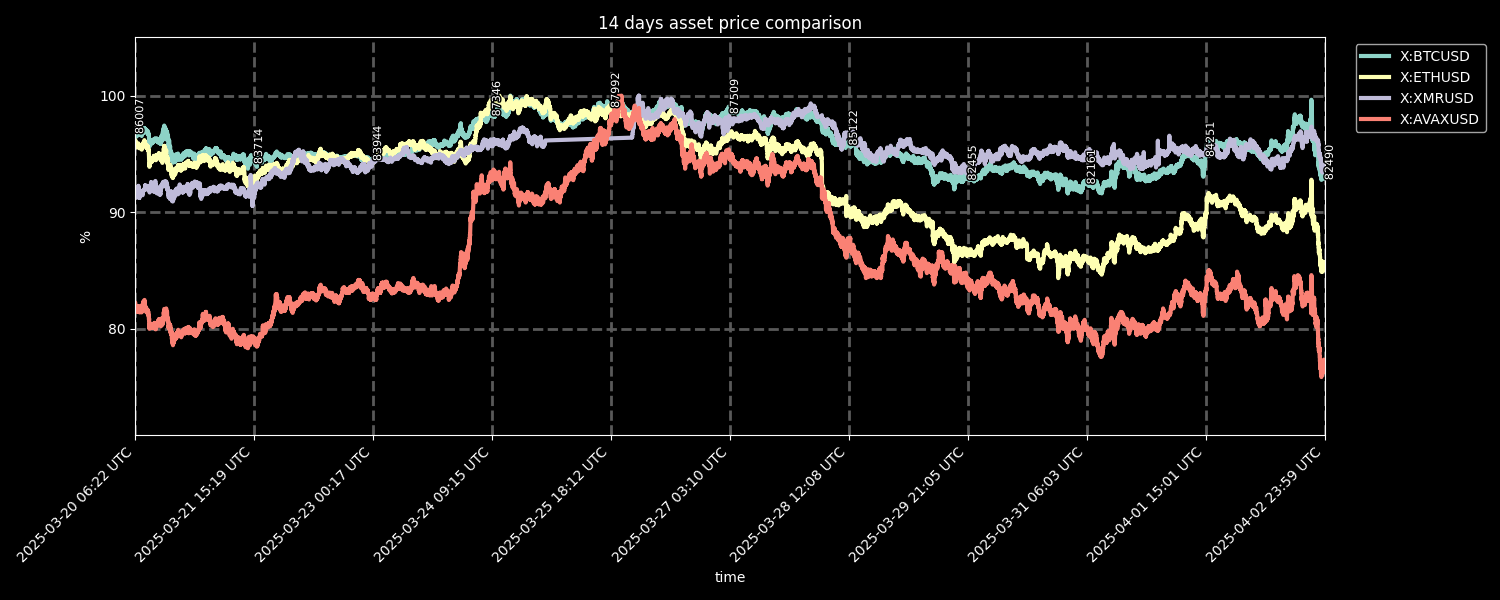 14 days asset price comparison
X:BTCUSD
X:ETHUSD
X:XMRUSD
X:AVAXUSD
100
90
80
%
86007
83714
83944
87346
87992
87509
85122
82455
82161
84251
82490
2025-03-20 06:22 UTC
2025-03-21 15:19 UTC
2025-03-23 00:17 UTC
2025-03-24 09:15 UTC
2025-03-25 18:12 UTC
2025-03-27 03:10 UTC
2025-03-28 12:08 UTC
2025-03-29 21:05 UTC
2025-03-31 06:03 UTC
2025-04-01 15:01 UTC
2025-04-02 23:59 UTC
time